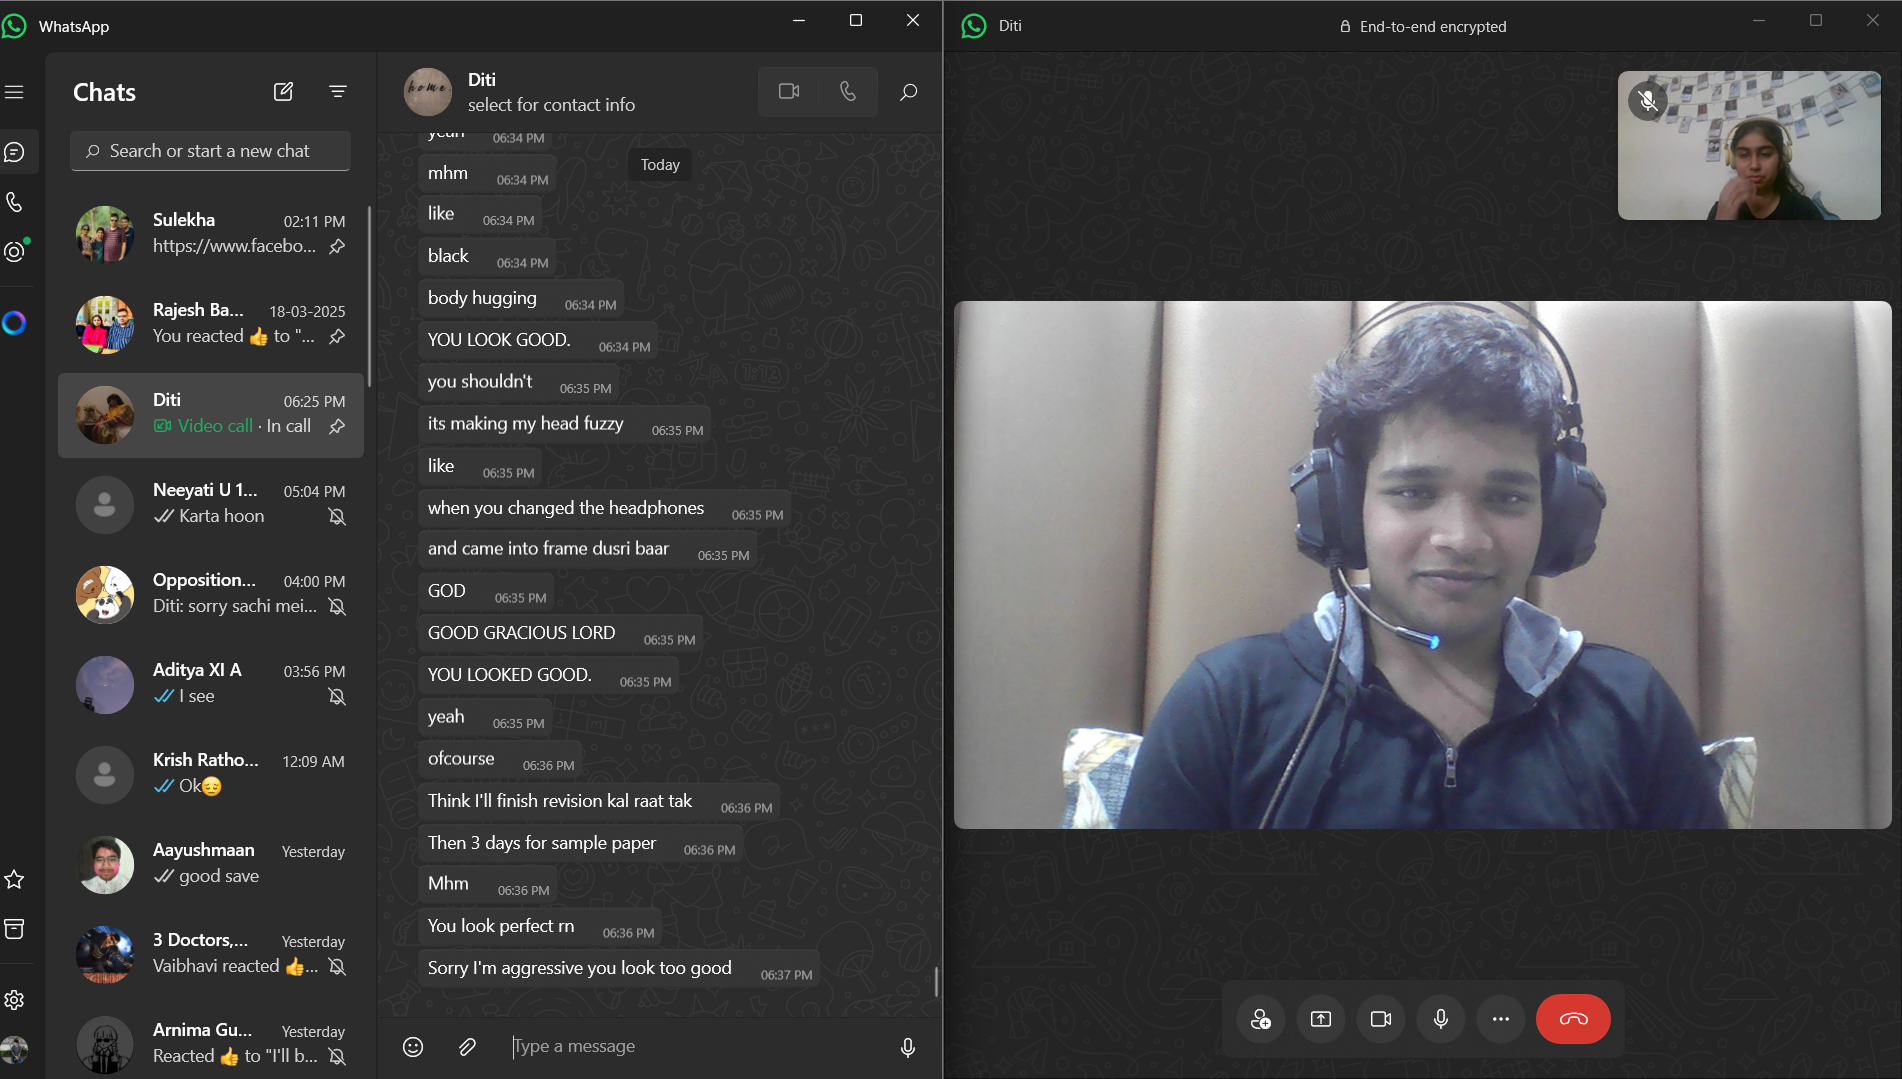 WhatsApp
Chats
Search or start a new chat
Sulekha 02:11 PM
https://www.facebo...
Rajesh Ba... 18-03-2025
You reacted 👍 to "...
Diti 06:25 PM
Video call · In call
Neeyati U 1... 05:04 PM
Karta hoon
Opposition... 04:00 PM
Diti: sorry sachi mei...
Aditya XI A 03:56 PM
I see
Krish Ratho... 12:09 AM
Ok😔
Aayushmaan Yesterday
good save
3 Doctors,... Yesterday
Vaibhavi reacted 👍...
Arnima Gu... Yesterday
Reacted 👍 to "I'll b...
home
Diti
select for contact info
yeah 06:34 PM
Today
mhm 06:34 PM
like 06:34 PM
black 06:34 PM
body hugging 06:34 PM
YOU LOOK GOOD. 06:34 PM
you shouldn't 06:35 PM
its making my head fuzzy 06:35 PM
like 06:35 PM
when you changed the headphones 06:35 PM
and came into frame dusri baar 06:35 PM
GOD 06:35 PM
GOOD GRACIOUS LORD 06:35 PM
YOU LOOKED GOOD. 06:35 PM
yeah 06:35 PM
ofcourse 06:36 PM
Think I'll finish revision kal raat tak 06:36 PM
Then 3 days for sample paper 06:36 PM
Mhm 06:36 PM
You look perfect rn 06:36 PM
Sorry I'm aggressive you look too good 06:37 PM
Type a message
Diti
End-to-end encrypted